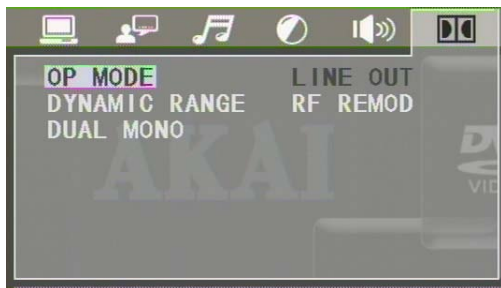 OP MODE LINE OUT
DYNAMIC RANGE RF REMOD
DUAL MONO
AKAI